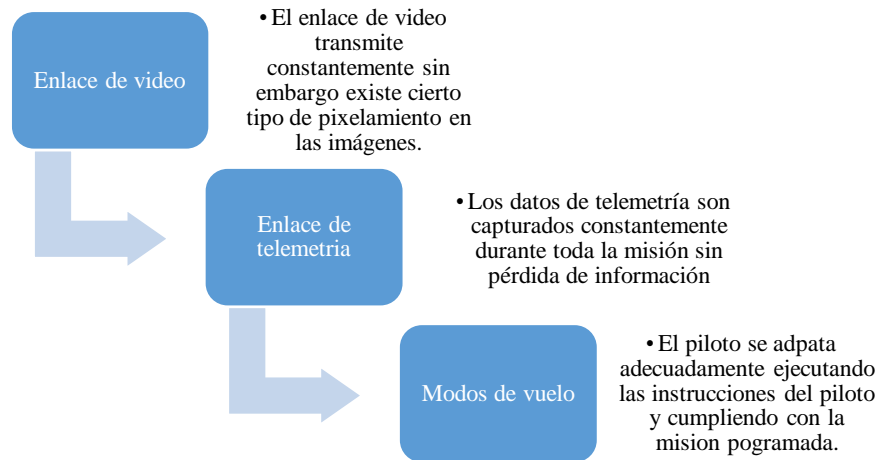 Enlace de video
• El enlace de video
transmite
constantemente sin
embargo existe cierto
tipo de pixelamiento en
las imágenes.
Enlace de
telemetria
• Los datos de telemetría son
capturados constantemente
durante toda la misión sin
pérdida de información
Modos de vuelo
• El piloto se adpata
adecuadamente ejecutando
las instrucciones del piloto
y cumpliendo con la
mision pogramada.